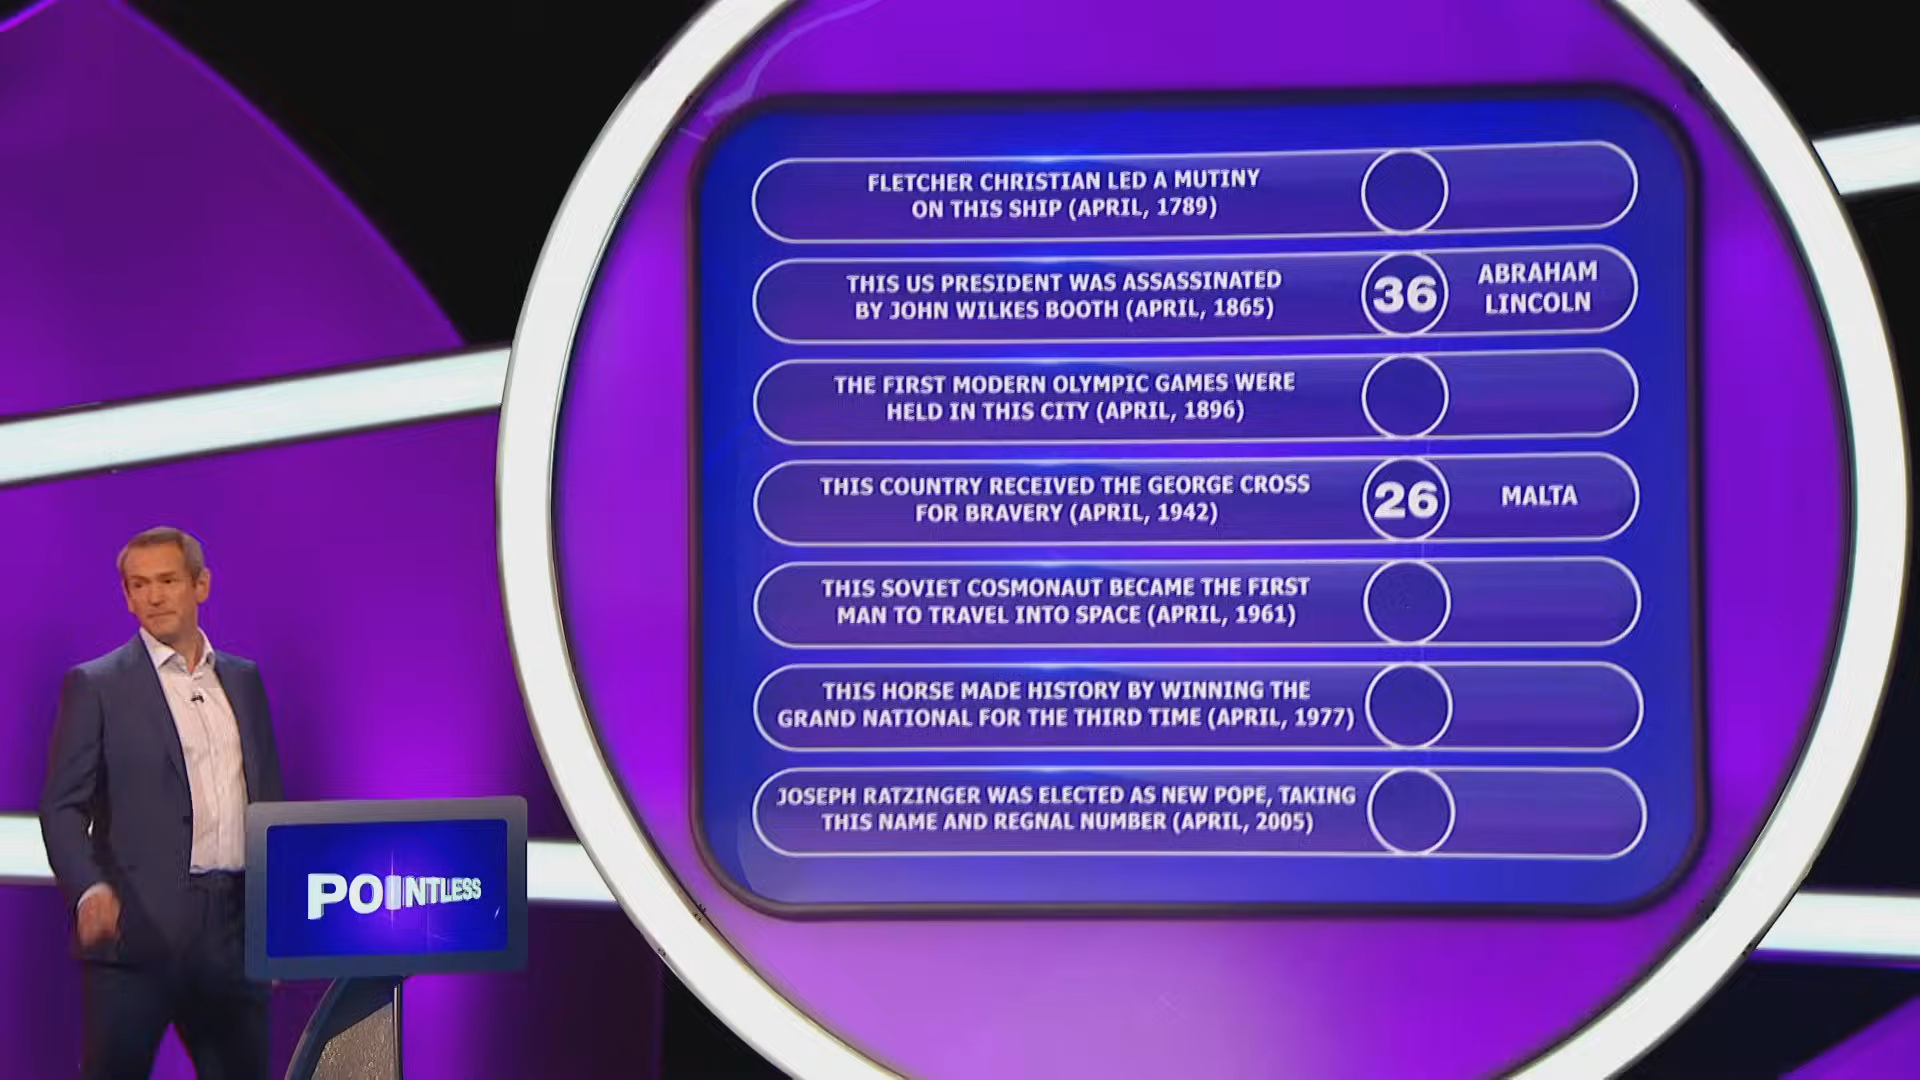 FLETCHER CHRISTIAN LED A MUTINY
ON THIS SHIP (APRIL, 1789)
THIS US PRESIDENT WAS ASSASSINATED
BY JOHN WILKES BOOTH (APRIL, 1865)
36
ABRAHAM
LINCOLN
THE FIRST MODERN OLYMPIC GAMES WERE
HELD IN THIS CITY (APRIL, 1896)
THIS COUNTRY RECEIVED THE GEORGE CROSS
FOR BRAVERY (APRIL, 1942)
26
MALTA
THIS SOVIET COSMONAUT BECAME THE FIRST
MAN TO TRAVEL INTO SPACE (APRIL, 1961)
THIS HORSE MADE HISTORY BY WINNING THE
GRAND NATIONAL FOR THE THIRD TIME (APRIL, 1977)
JOSEPH RATZINGER WAS ELECTED AS NEW POPE, TAKING
THIS NAME AND REGNAL NUMBER (APRIL, 2005)
POINTLESS